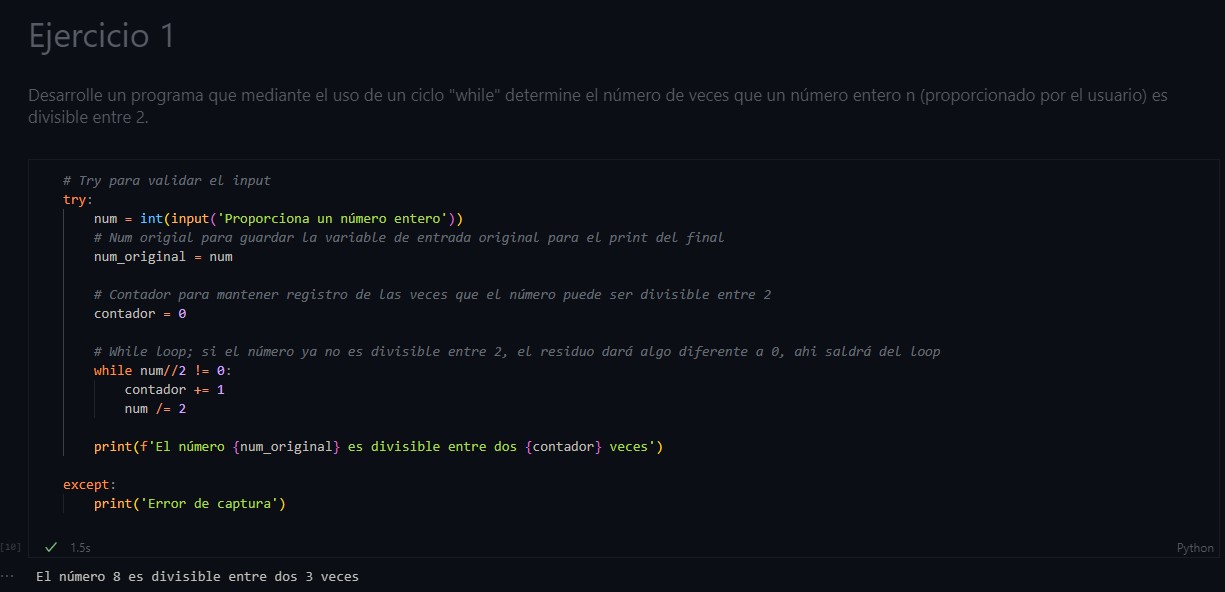 Ejercicio 1
Desarrolle un programa que mediante el uso de un ciclo "while" determine el número de veces que un número entero n (proporcionado por el usuario) es
divisible entre 2.
# Try para validar el input
try:
    num = int(input('Proporciona un número entero'))
    # Num origial para guardar la variable de entrada original para el print del final
    num_original = num
    # Contador para mantener registro de las veces que el número puede ser divisible entre 2
    contador = 0
    # While loop; si el número ya no es divisible entre 2, el residuo dará algo diferente a 0, ahi saldrá del loop
    while num//2 != 0:
        contador += 1
        num /= 2
    print(f'El número {num_original} es divisible entre dos {contador} veces')
except:
    print('Error de captura')
[10] ✓ 1.5s Python
... El número 8 es divisible entre dos 3 veces